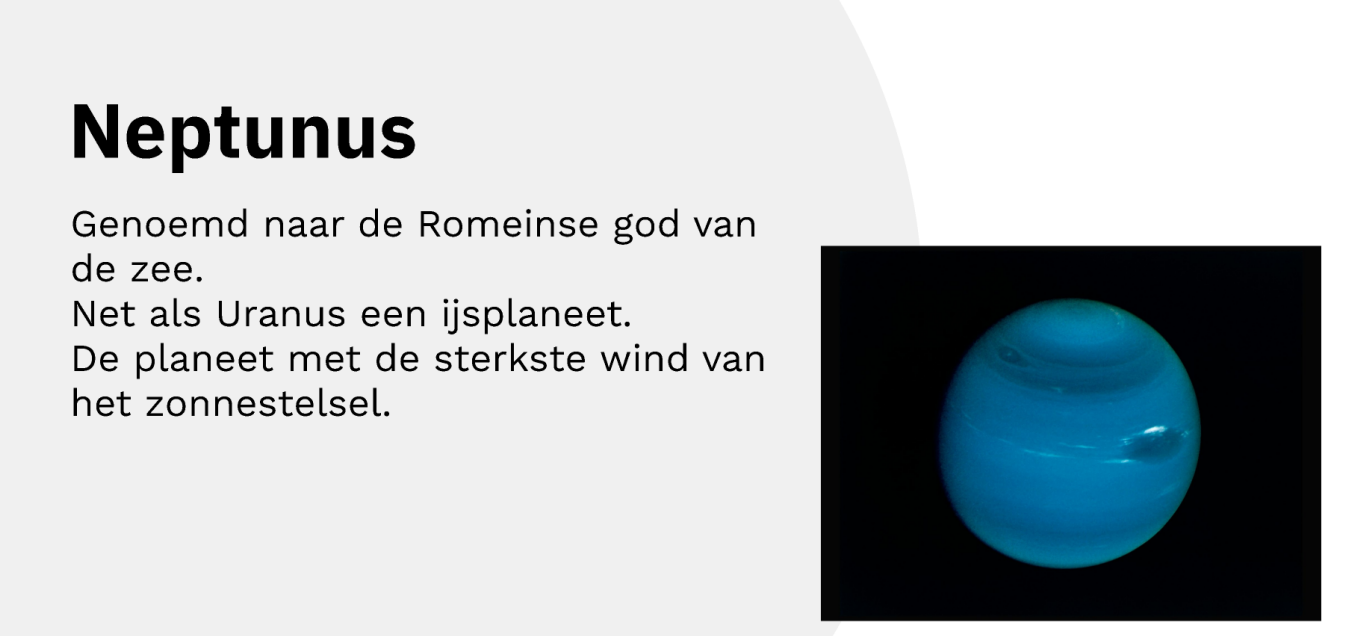 Neptunus
Genoemd naar de Romeinse god van
de zee.
Net als Uranus een ijsplaneet.
De planeet met de sterkste wind van
het zonnestelsel.